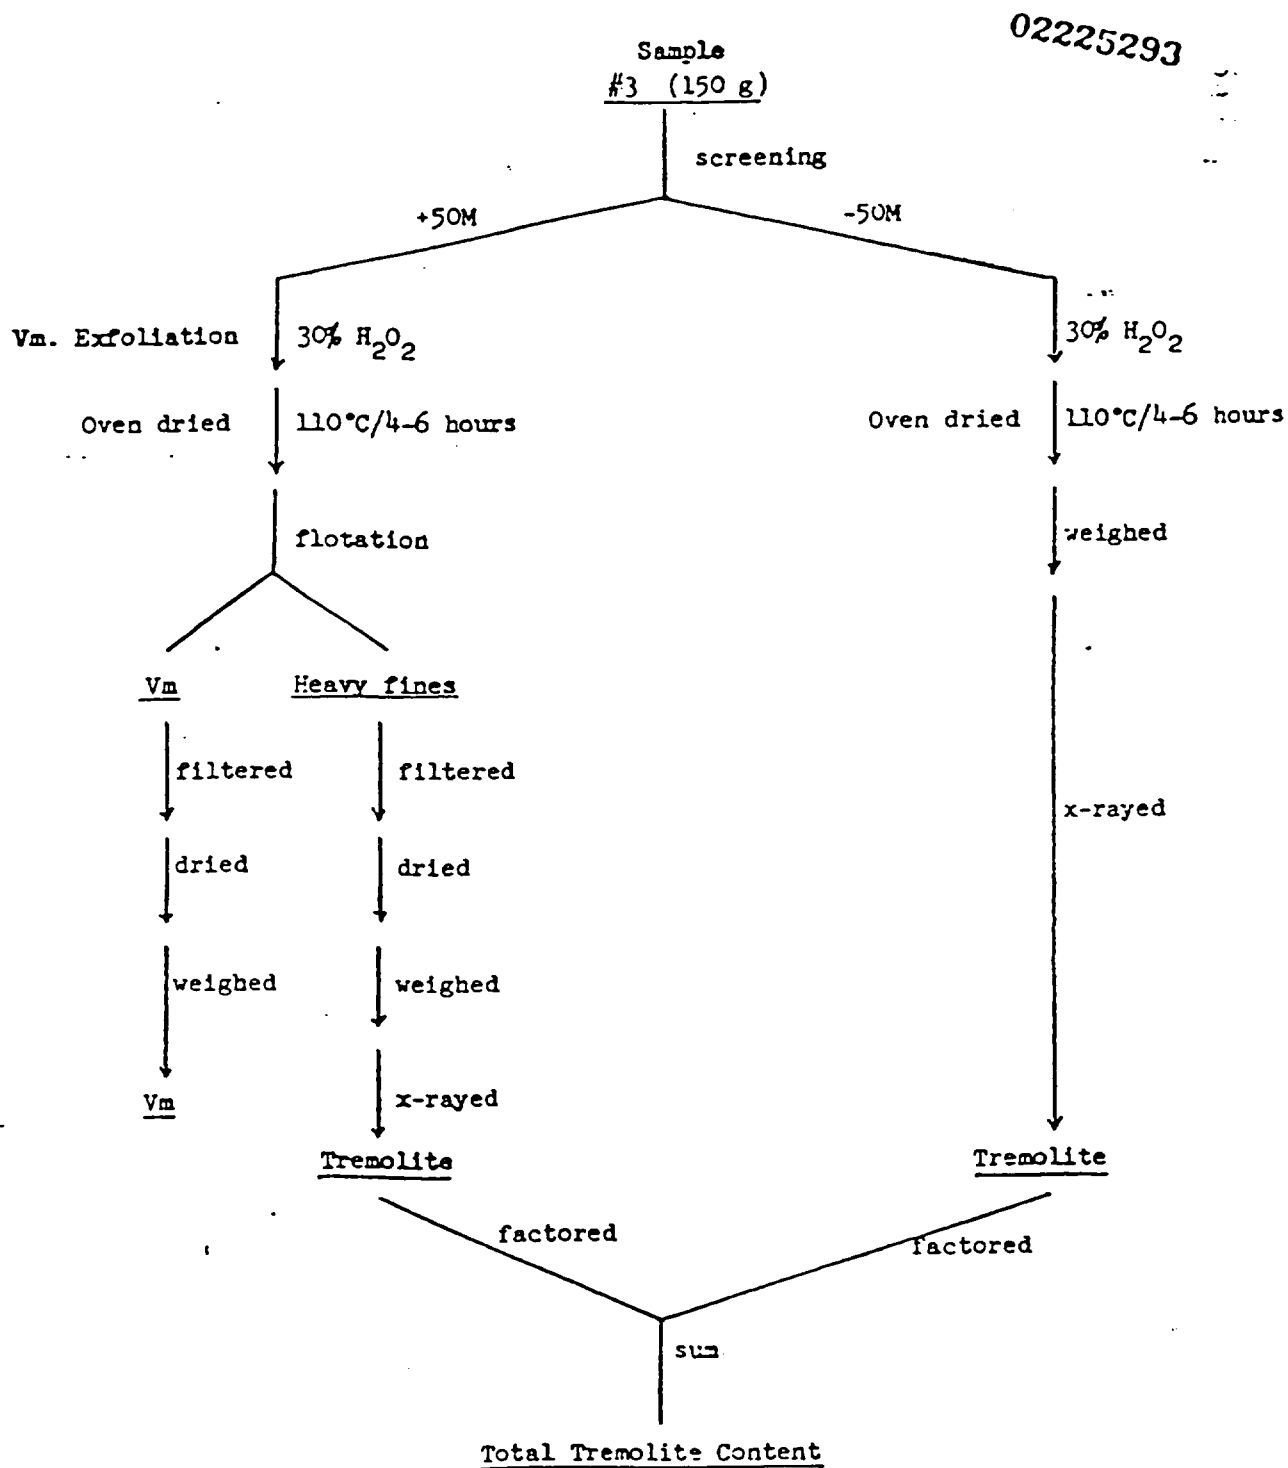 02225293
Sample
#3 (150 g)
screening
+50M
-50M
Vm. Exfoliation
30% H₂O₂
30% H₂O₂
Oven dried
110°C/4-6 hours
Oven dried
110°C/4-6 hours
flotation
weighed
Vm
Heavy fines
filtered
filtered
x-rayed
dried
dried
weighed
weighed
Vm
x-rayed
Tremolite
Tremolite
factored
factored
sum
Total Tremolite Content